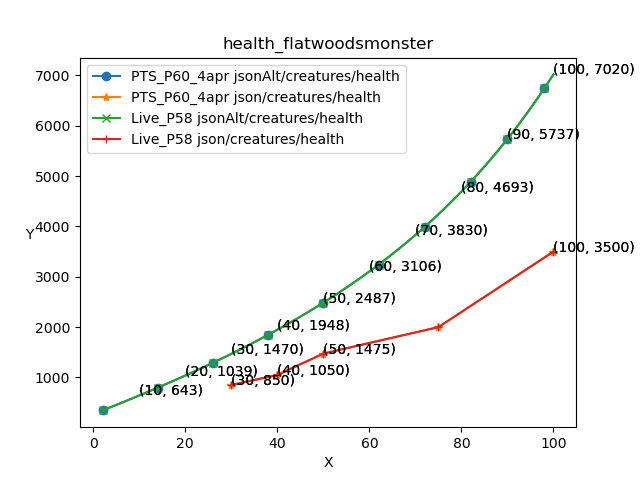 health_flatwoodsmonster
PTS_P60_4apr jsonAlt/creatures/health
PTS_P60_4apr json/creatures/health
Live_P58 jsonAlt/creatures/health
Live_P58 json/creatures/health
(100, 7020)
(90, 5737)
(80, 4693)
(70, 3830)
(60, 3106)
(50, 2487)
(40, 1948)
(30, 1470)
(20, 1039)
(10, 643)
(100, 3500)
(50, 1475)
(40, 1050)
(30, 850)
Y
7000
6000
5000
4000
3000
2000
1000
0 20 40 60 80 100
X